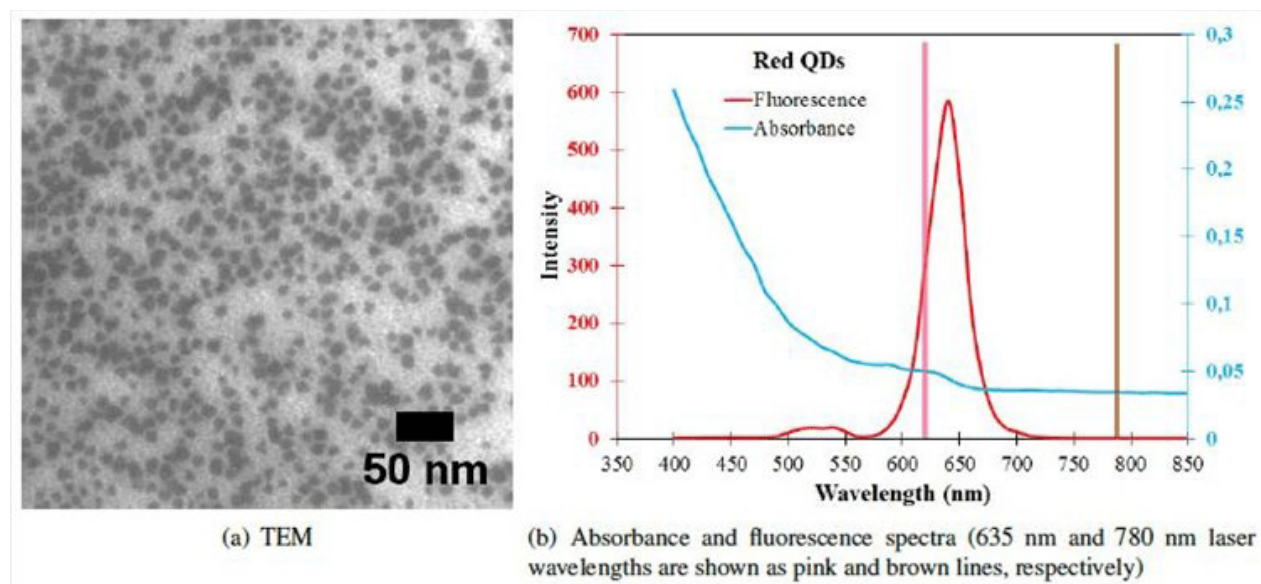 50 nm
(a) TEM
Red QDs
Fluorescence
Absorbance
Intensity
700
600
500
400
300
200
100
0
0,3
0,25
0,2
0,15
0,1
0,05
0
350 400 450 500 550 600 650 700 750 800 850
Wavelength (nm)
(b) Absorbance and fluorescence spectra (635 nm and 780 nm laser
wavelengths are shown as pink and brown lines, respectively)